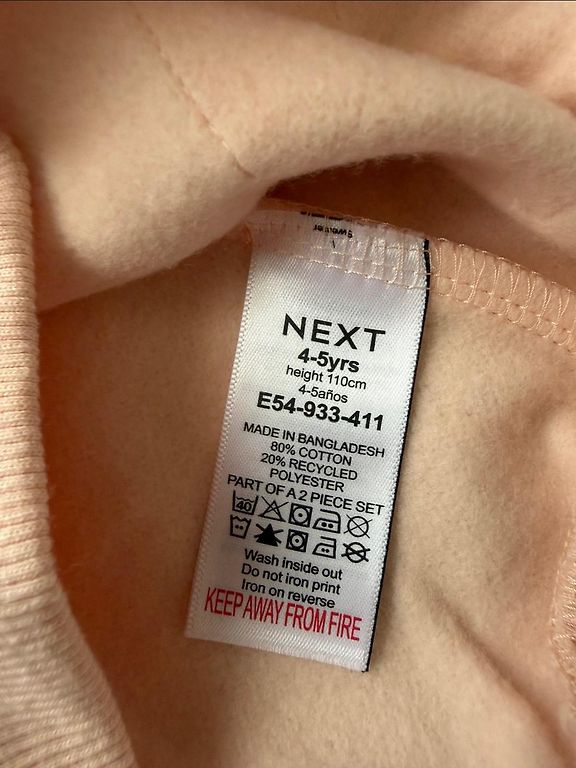 NEXT
4-5yrs
height 110cm
4-5años
E54-933-411
MADE IN BANGLADESH
80% COTTON
20% RECYCLED
POLYESTER
PART OF A 2 PIECE SET
40
Wash inside out
Do not iron print
Iron on reverse
KEEP AWAY FROM FIRE